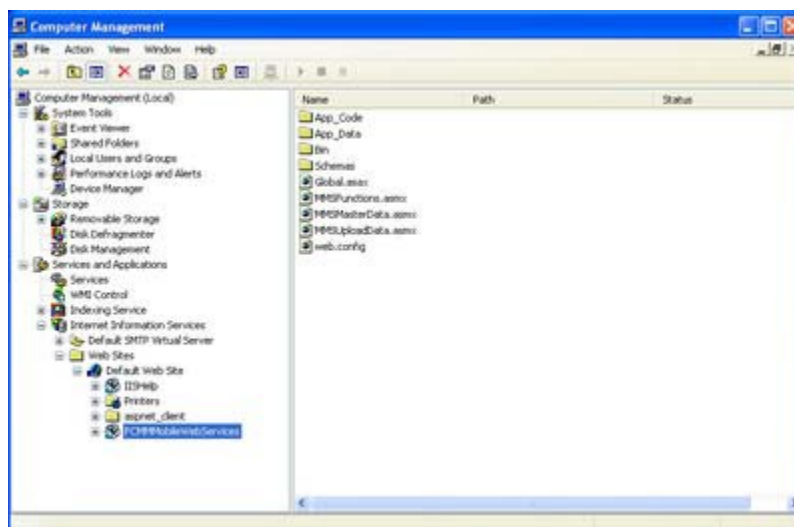 Computer Management
File Action View Window Help
Computer Management (Local)
System Tools
Event Viewer
Shared Folders
Local Users and Groups
Performance Logs and Alerts
Device Manager
Storage
Removable Storage
Disk Defragmenter
Disk Management
Services and Applications
Services
WMI Control
Indexing Service
Internet Information Services
Default SMTP Virtual Server
Web Sites
Default Web Site
IISHelp
Printers
aspnet_client
FCMMMobileWebServices
Name Path Status
App_Code
App_Data
Bin
Schemas
Global.asax
MMSFunctions.asmx
MMSMasterData.asmx
MMSUploadData.asmx
web.config